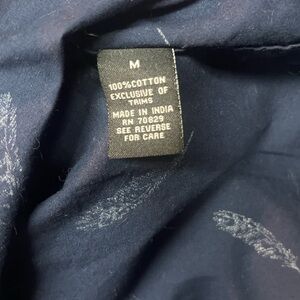 M
100%COTTON
EXCLUSIVE OF
TRIMS
MADE IN INDIA
RN 70829
SEE REVERSE
FOR CARE